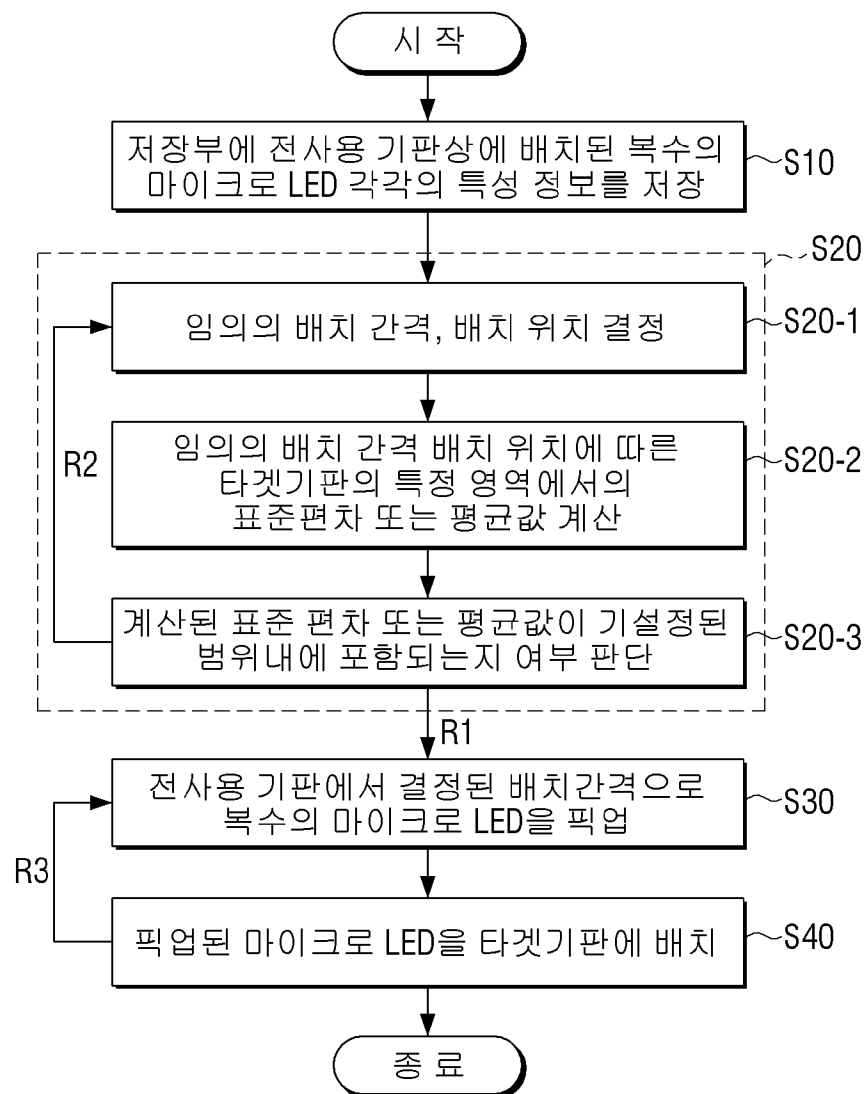 시 작
저장부에 전사용 기판상에 배치된 복수의
마이크로 LED 각각의 특성 정보를 저장
S10
S20
임의의 배치 간격, 배치 위치 결정
S20-1
임의의 배치 간격 배치 위치에 따른
타겟기판의 특정 영역에서의
표준편차 또는 평균값 계산
S20-2
R2
계산된 표준 편차 또는 평균값이 기설정된
범위내에 포함되는지 여부 판단
S20-3
R1
전사용 기판에서 결정된 배치간격으로
복수의 마이크로 LED을 픽업
S30
R3
픽업된 마이크로 LED을 타겟기판에 배치
S40
종 료